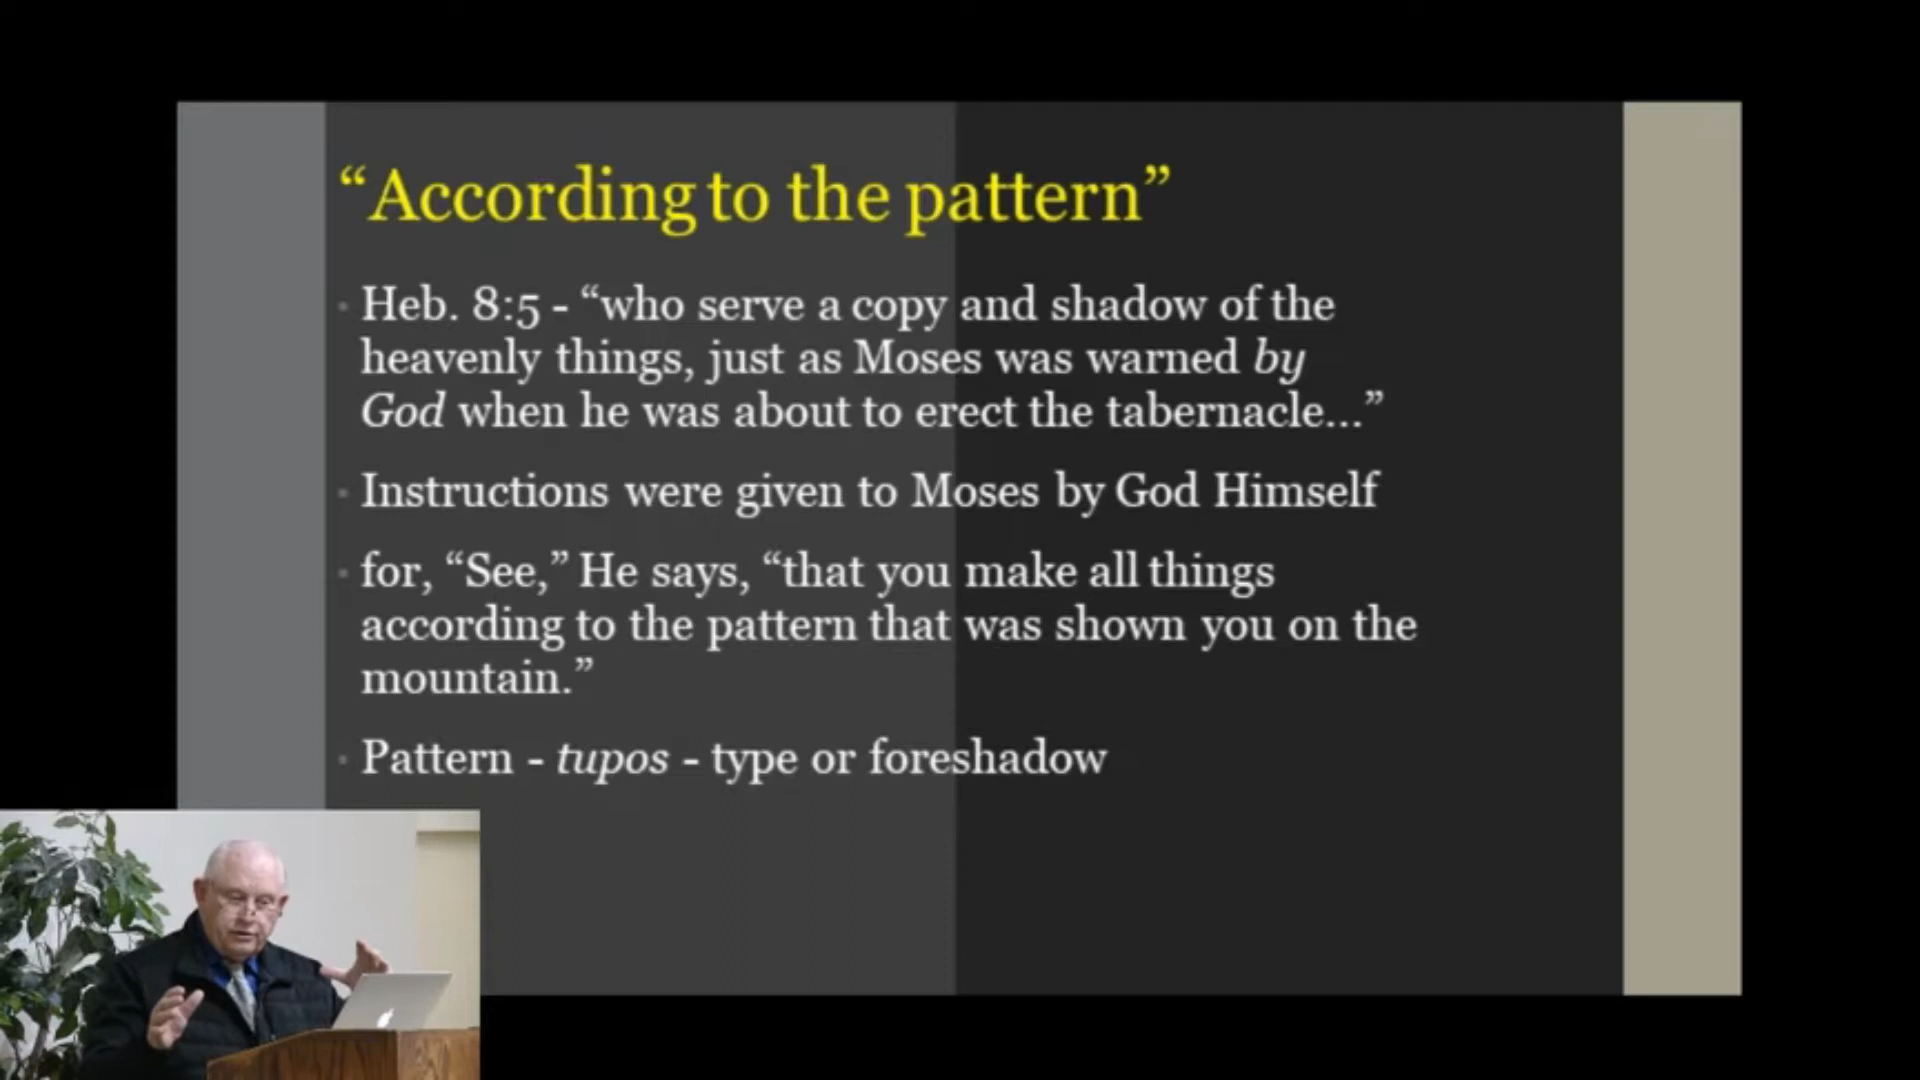 “According to the pattern”
Heb. 8:5 - “who serve a copy and shadow of the
heavenly things, just as Moses was warned by
God when he was about to erect the tabernacle...”
Instructions were given to Moses by God Himself
for, “See,” He says, “that you make all things
according to the pattern that was shown you on the
mountain.”
Pattern - tupos - type or foreshadow